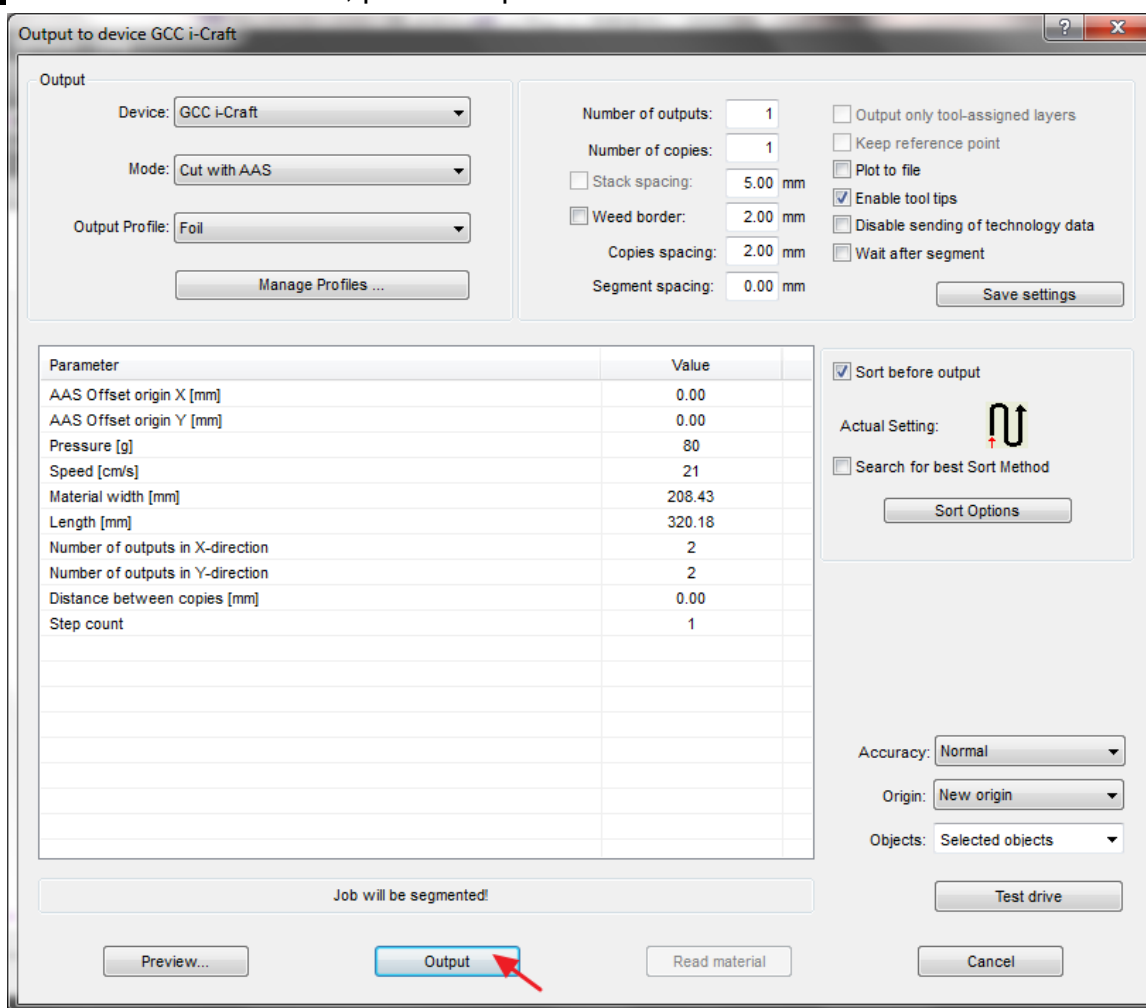 Output to device GCC i-Craft
?
X
Output
Device: GCC i-Craft
Mode: Cut with AAS
Output Profile: Foil
Manage Profiles ...
Number of outputs: 1
Number of copies: 1
Stack spacing: 5.00 mm
Weed border: 2.00 mm
Copies spacing: 2.00 mm
Segment spacing: 0.00 mm
Output only tool-assigned layers
Keep reference point
Plot to file
Enable tool tips
Disable sending of technology data
Wait after segment
Save settings
Parameter Value
AAS Offset origin X [mm] 0.00
AAS Offset origin Y [mm] 0.00
Pressure [g] 80
Speed [cm/s] 21
Material width [mm] 208.43
Length [mm] 320.18
Number of outputs in X-direction 2
Number of outputs in Y-direction 2
Distance between copies [mm] 0.00
Step count 1
Sort before output
Actual Setting:
Search for best Sort Method
Sort Options
Accuracy: Normal
Origin: New origin
Objects: Selected objects
Job will be segmented!
Test drive
Preview...
Output
Read material
Cancel